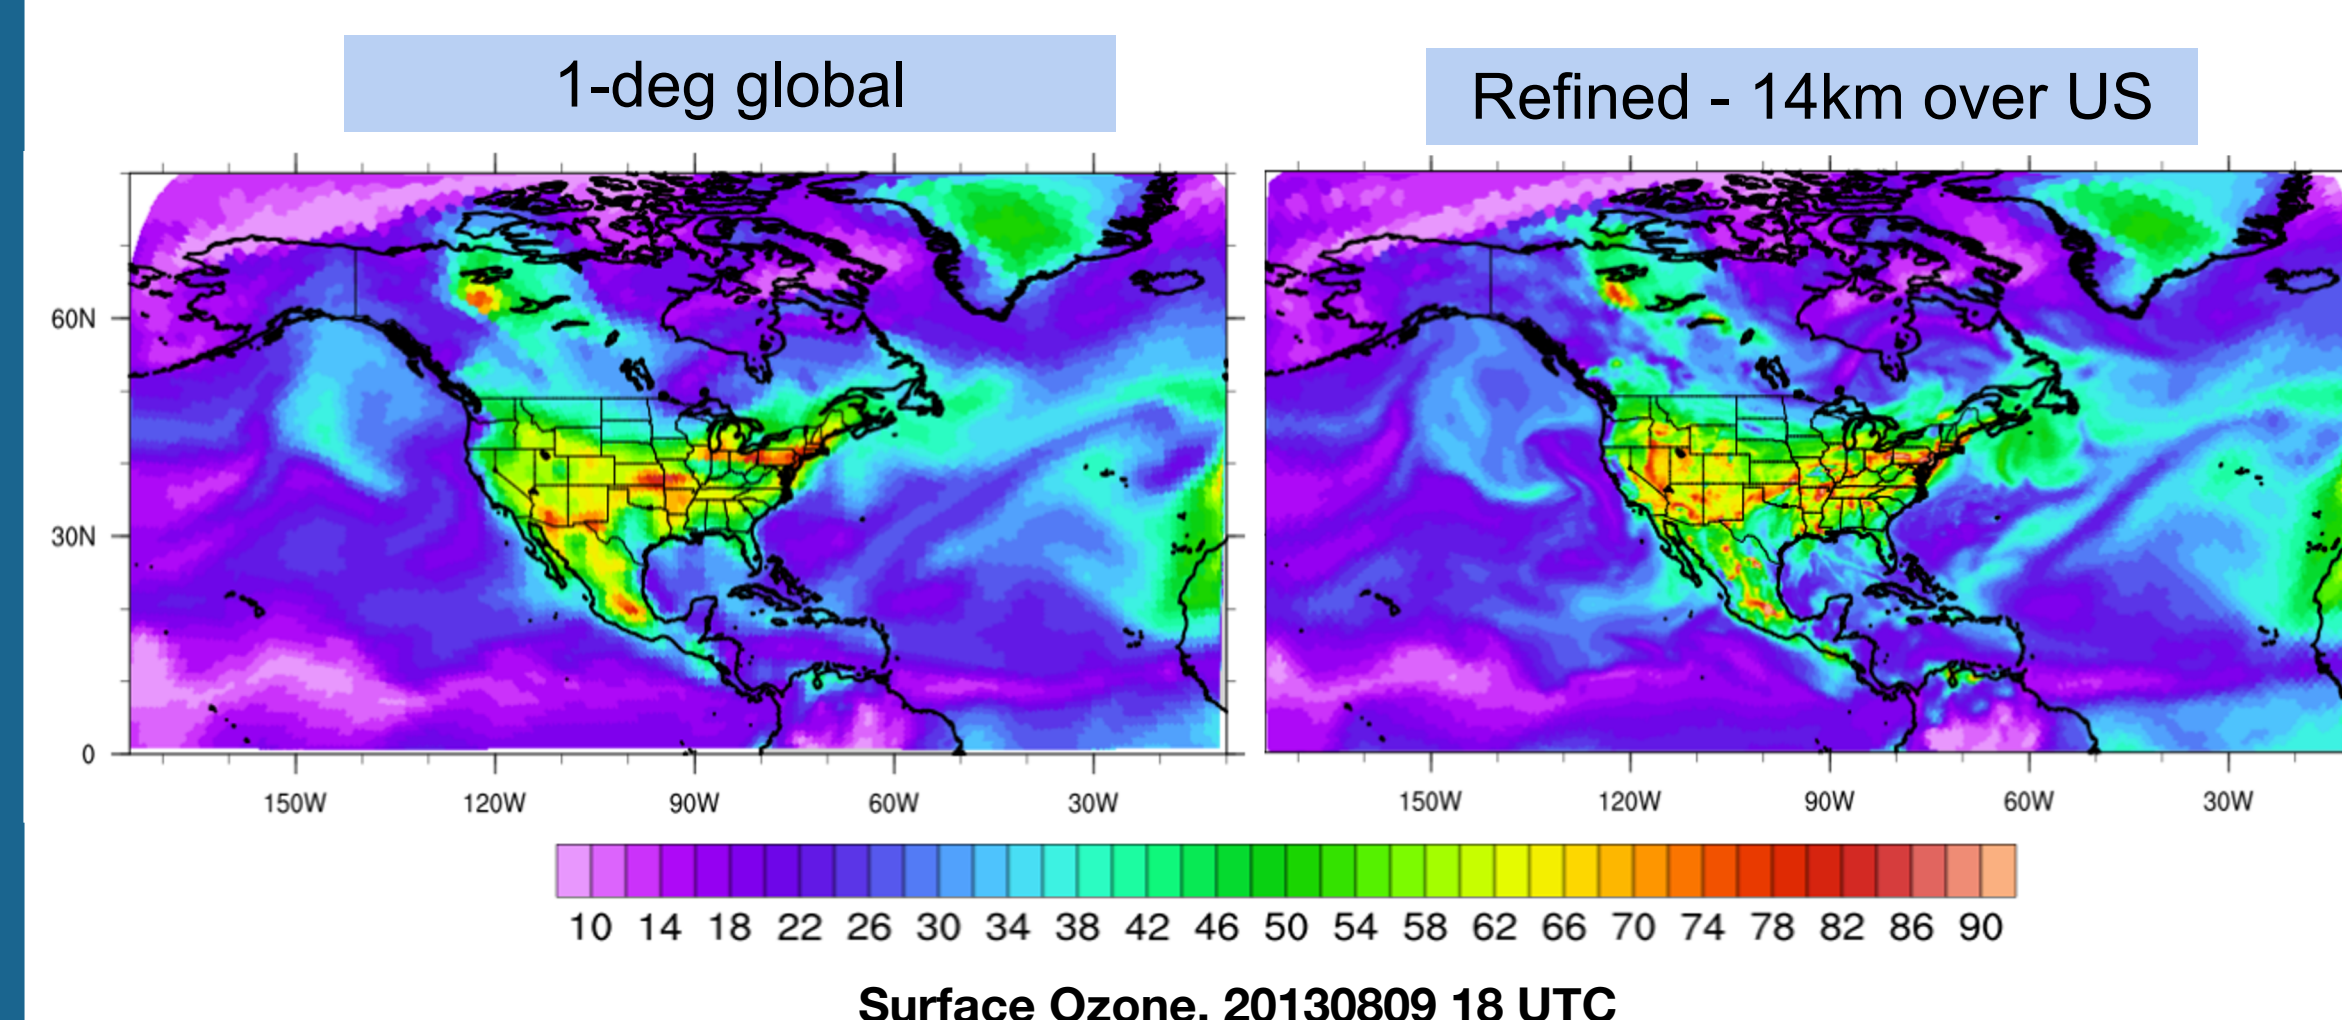 1-deg global
Refined - 14km over US
60N
30N
0
150W 120W 90W 60W 30W
150W 120W 90W 60W 30W
10 14 18 22 26 30 34 38 42 46 50 54 58 62 66 70 74 78 82 86 90
Surface Ozone, 20130809 18 UTC